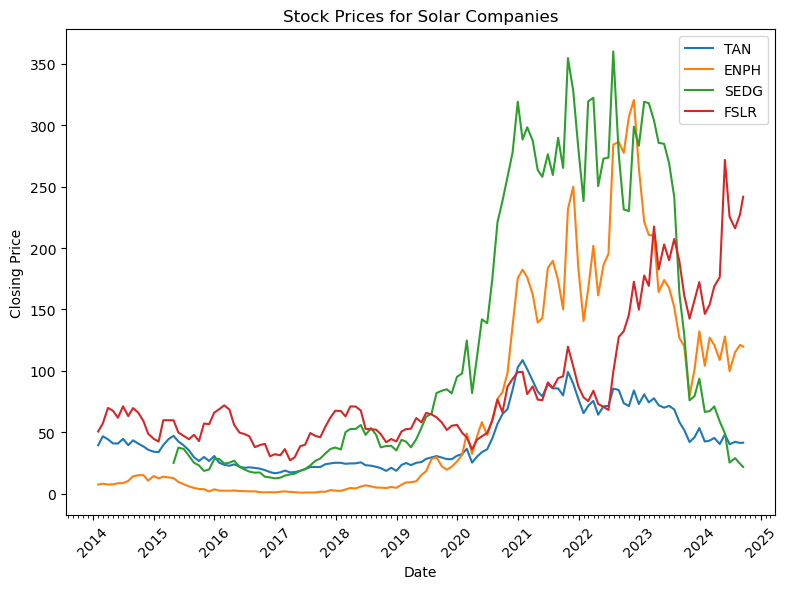 Stock Prices for Solar Companies
TAN
ENPH
SEDG
FSLR
Closing Price
350
300
250
200
150
100
50
0
2014
2015
2016
2017
2018
2019
2020
2021
2022
2023
2024
2025
Date